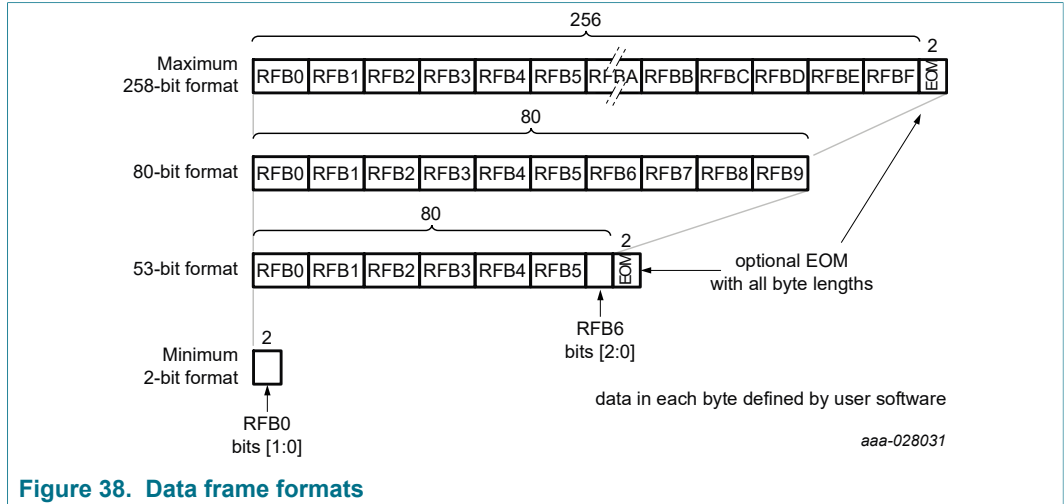 256
2
Maximum
258-bit format
RFB0 RFB1 RFB2 RFB3 RFB4 RFB5 RFBA RFBB RFBC RFBD RFBE RFBF EOM
80
80-bit format
RFB0 RFB1 RFB2 RFB3 RFB4 RFB5 RFB6 RFB7 RFB8 RFB9
80
2
53-bit format
RFB0 RFB1 RFB2 RFB3 RFB4 RFB5 EOM
optional EOM
with all byte lengths
RFB6
bits [2:0]
2
Minimum
2-bit format
RFB0
bits [1:0]
data in each byte defined by user software
aaa-028031
Figure 38. Data frame formats